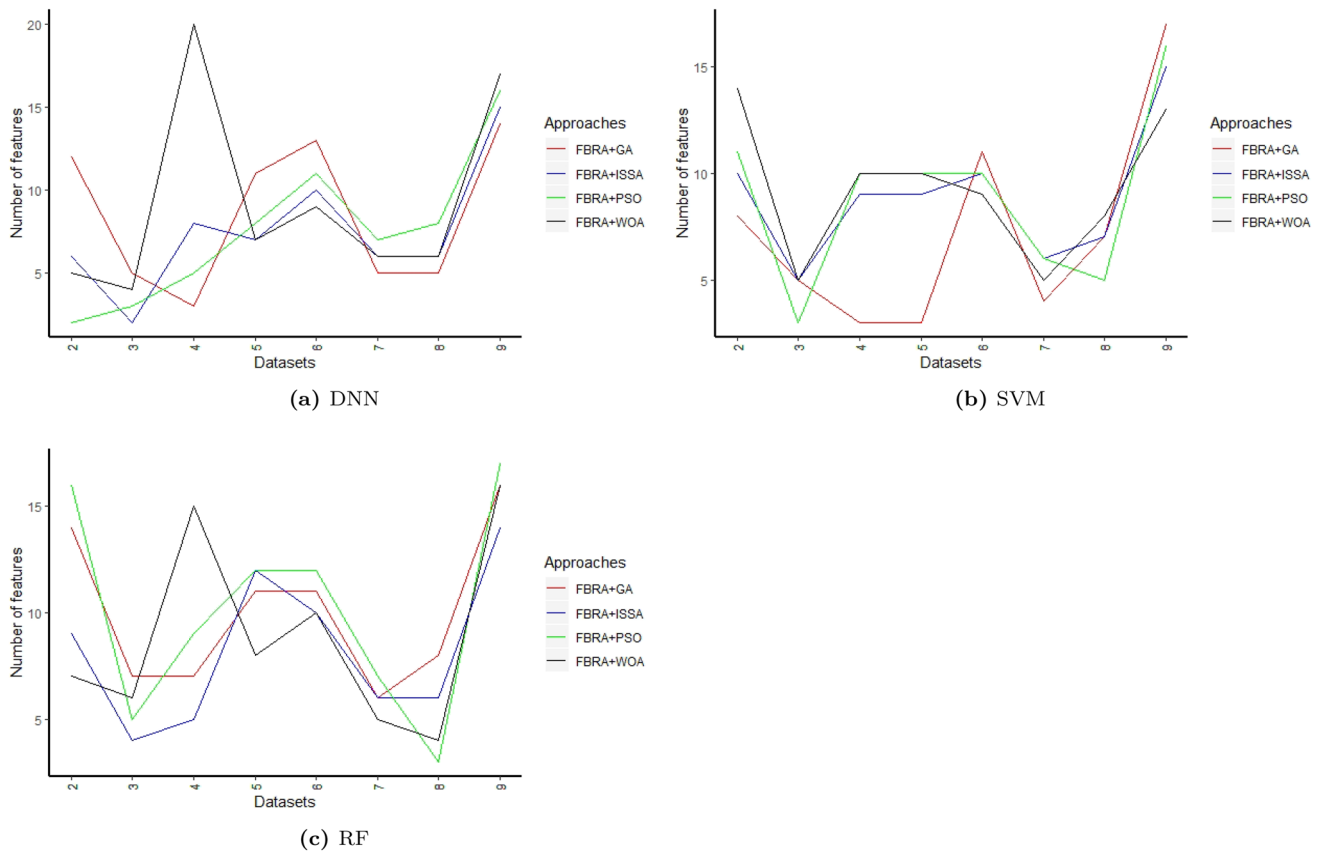 Number of features
20
15
10
5
2 3 4 5 6 7 8 9
Datasets
Approaches
FBRA+GA
FBRA+ISSA
FBRA+PSO
FBRA+WOA
(a) DNN
Number of features
15
10
5
2 3 4 5 6 7 8 9
Datasets
Approaches
FBRA+GA
FBRA+ISSA
FBRA+PSO
FBRA+WOA
(b) SVM
Number of features
15
10
5
2 3 4 5 6 7 8 9
Datasets
Approaches
FBRA+GA
FBRA+ISSA
FBRA+PSO
FBRA+WOA
(c) RF